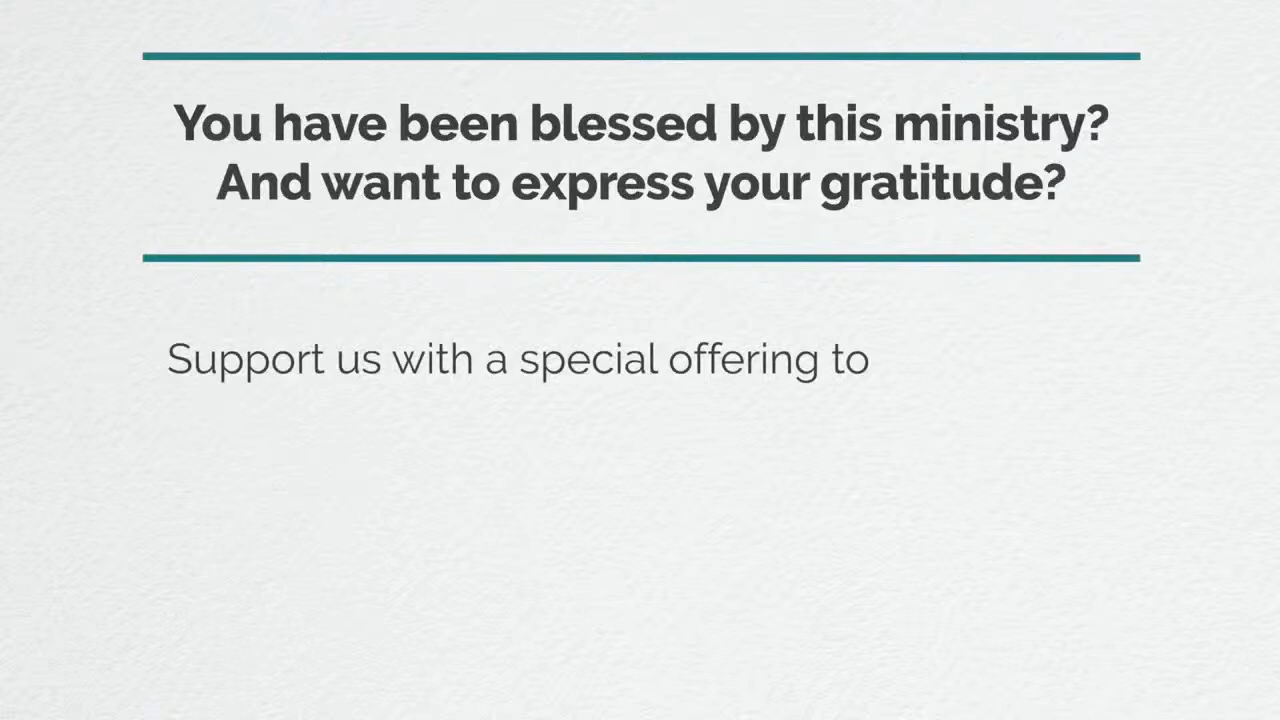 You have been blessed by this ministry?
And want to express your gratitude?
Support us with a special offering to